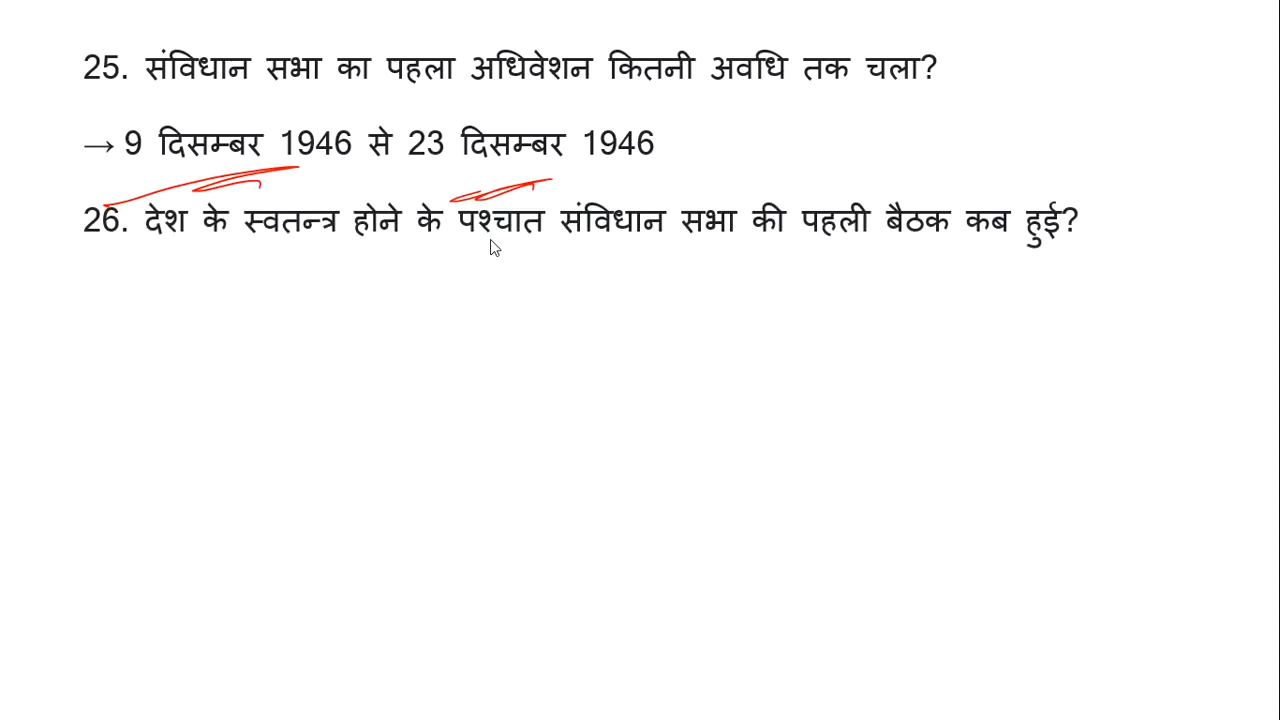 25. संविधान सभा का पहला अधिवेशन कितनी अवधि तक चला?
→ 9 दिसम्बर 1946 से 23 दिसम्बर 1946
26. देश के स्वतन्त्र होने के पश्चात संविधान सभा की पहली बैठक कब हुई?